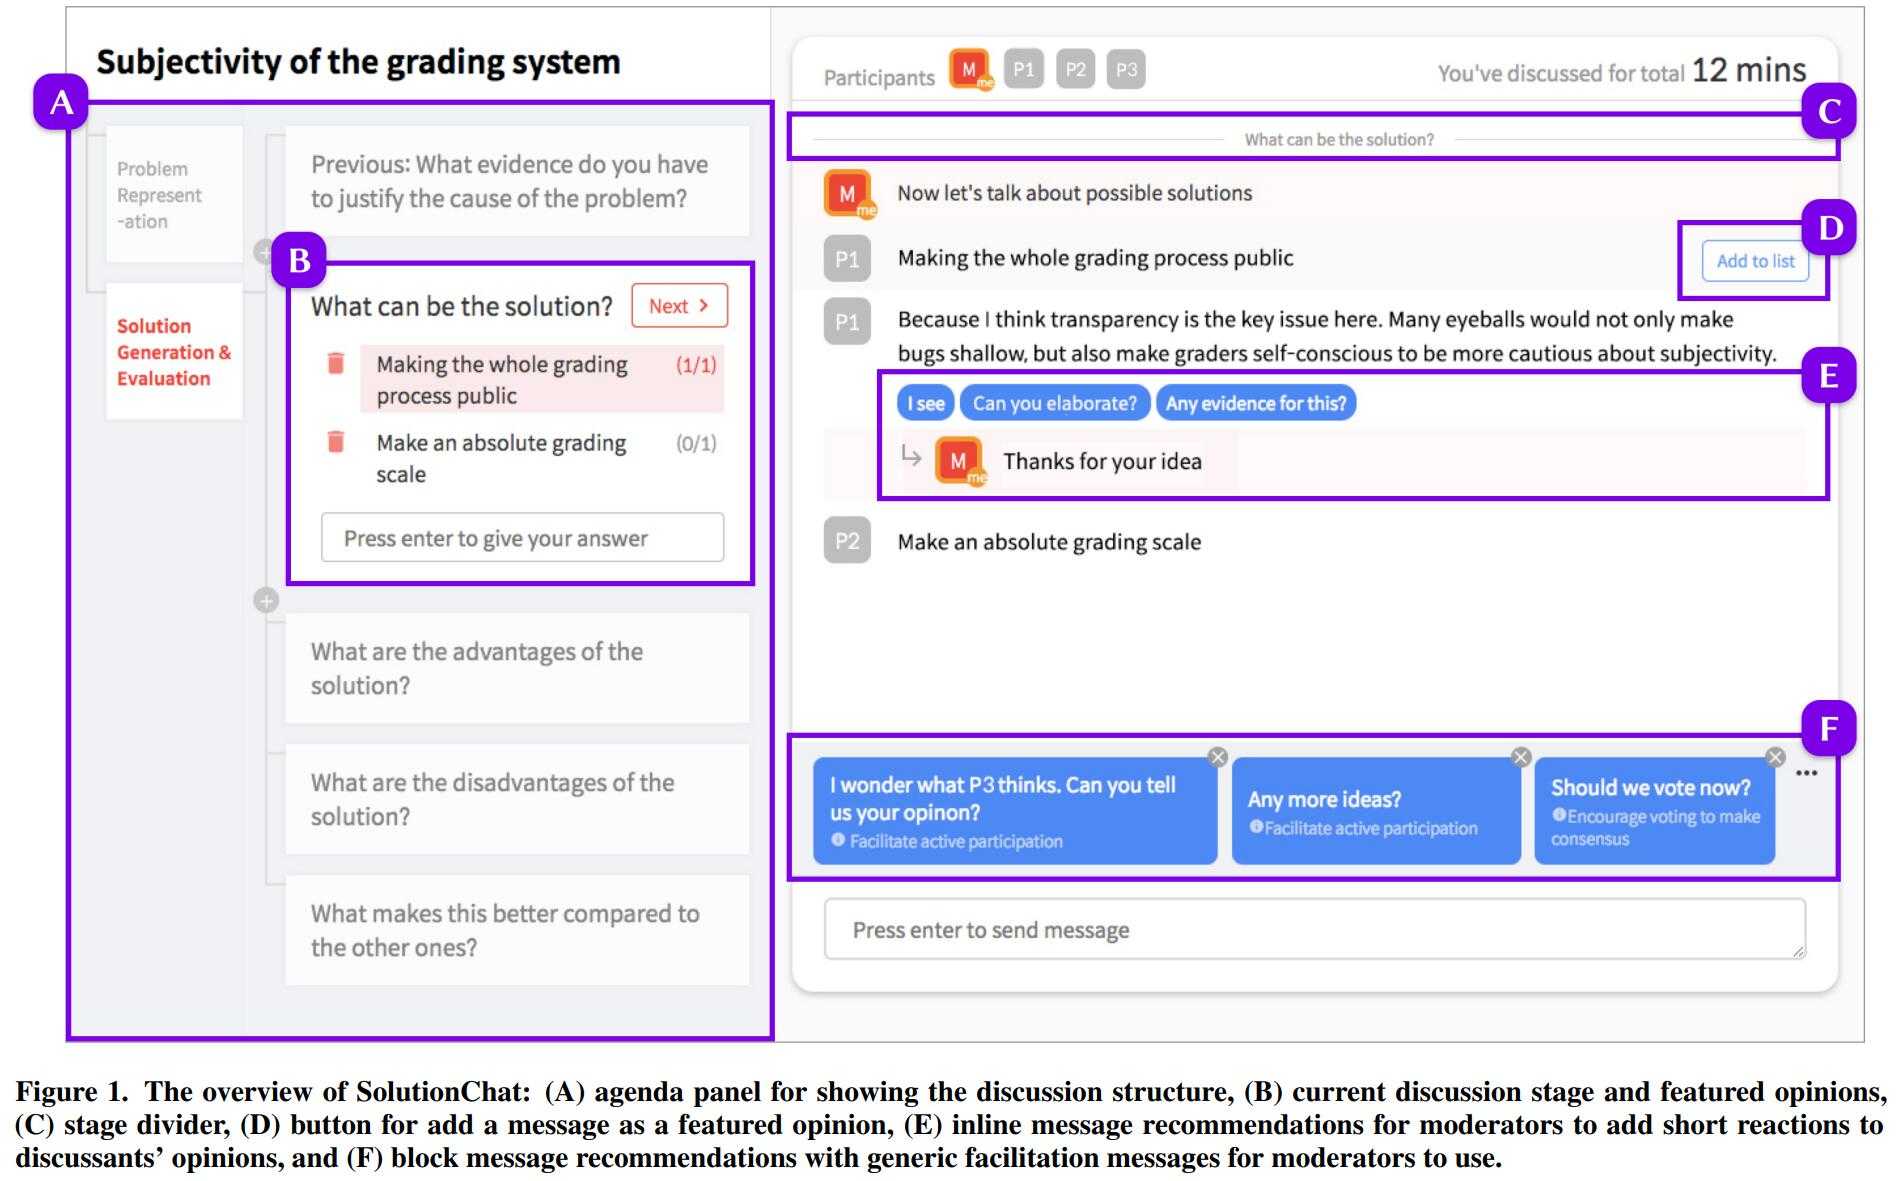 Subjectivity of the grading system
A
Problem
Represent
-ation
Solution
Generation &
Evaluation
Previous: What evidence do you have
to justify the cause of the problem?
B
What can be the solution?
Next >
Making the whole grading
process public
(1/1)
Make an absolute grading
scale
(0/1)
Press enter to give your answer
What are the advantages of the
solution?
What are the disadvantages of the
solution?
What makes this better compared to
the other ones?
Participants M me P1 P2 P3
You've discussed for total 12 mins
C
What can be the solution?
M me Now let's talk about possible solutions
D
P1 Making the whole grading process public
Add to list
P1 Because I think transparency is the key issue here. Many eyeballs would not only make
bugs shallow, but also make graders self-conscious to be more cautious about subjectivity.
E
I see Can you elaborate? Any evidence for this?
M me Thanks for your idea
P2 Make an absolute grading scale
F
I wonder what P3 thinks. Can you tell
us your opinon?
Facilitate active participation
Any more ideas?
Facilitate active participation
Should we vote now?
Encourage voting to make
consensus
Press enter to send message
Figure 1. The overview of SolutionChat: (A) agenda panel for showing the discussion structure, (B) current discussion stage and featured opinions,
(C) stage divider, (D) button for add a message as a featured opinion, (E) inline message recommendations for moderators to add short reactions to
discussants’ opinions, and (F) block message recommendations with generic facilitation messages for moderators to use.